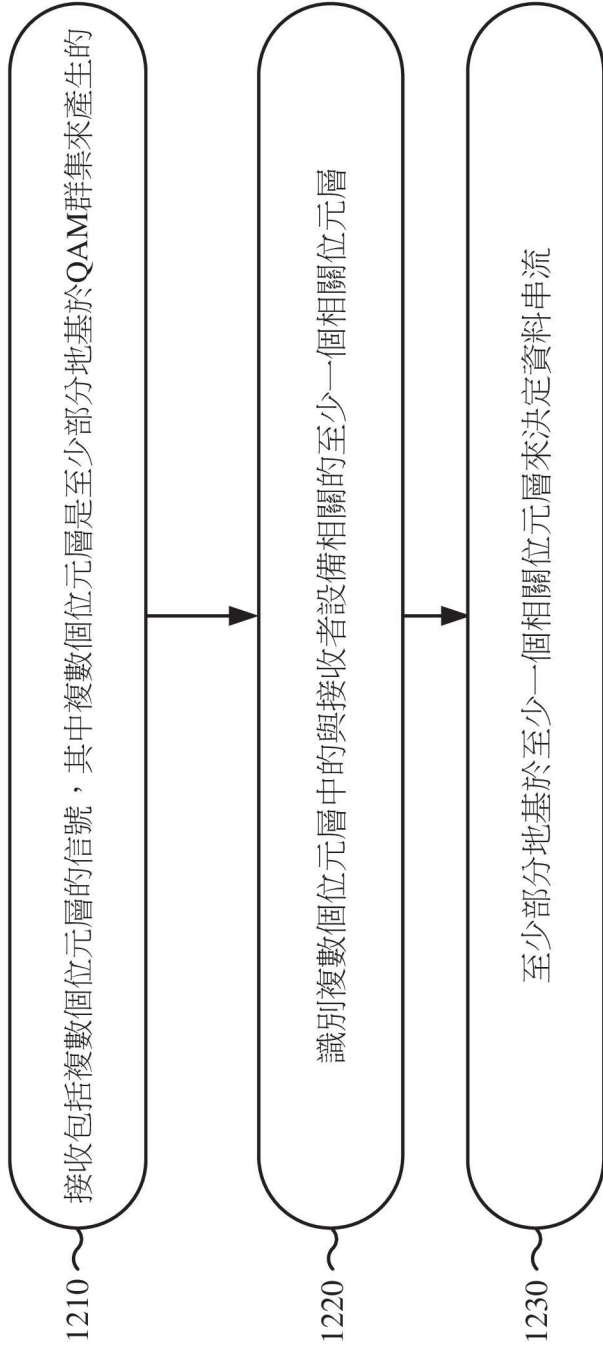 1210
接收包括複數個位元層的信號，其中複數個位元層是至少部分地基於QAM群集來產生的
1220
識別複數個位元層中的與接收者設備相關的至少一個相關位元層
1230
至少部分地基於至少一個相關位元層來決定資料串流